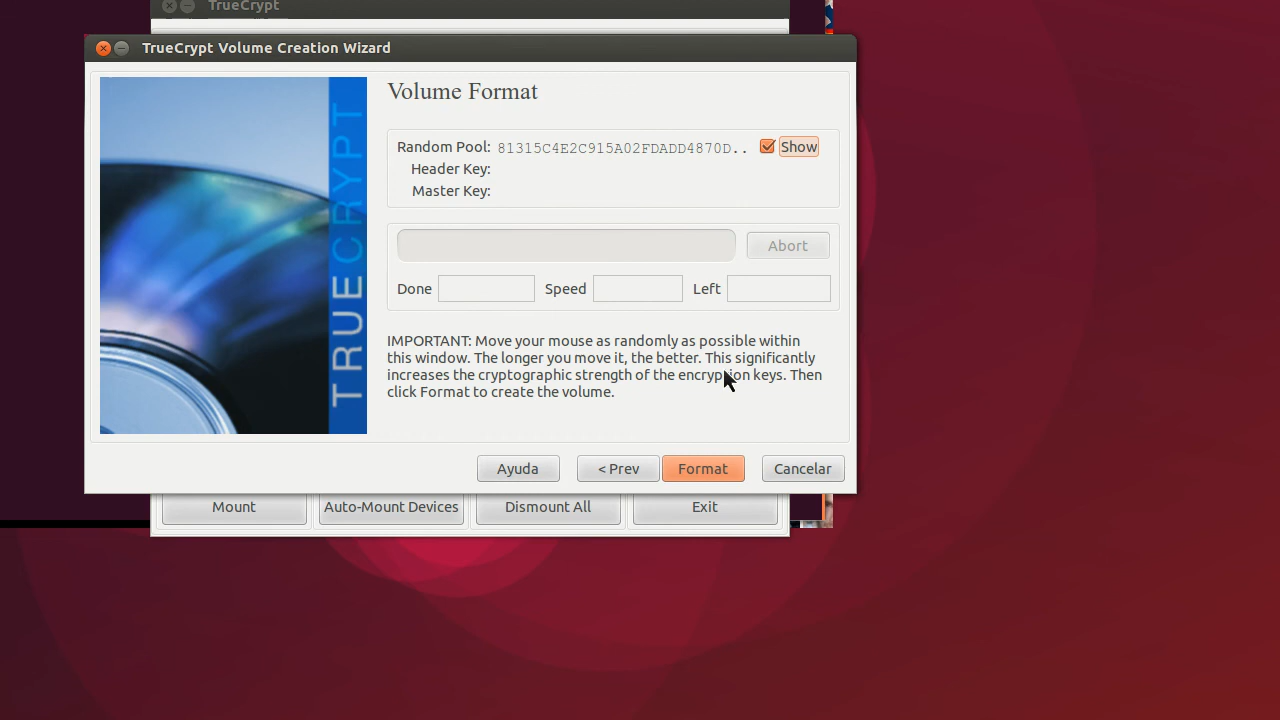 TrueCrypt
TrueCrypt Volume Creation Wizard
TRUECRYPT
Volume Format
Random Pool: 81315C4E2C915A02FDADD4870D.. Show
Header Key:
Master Key:
Abort
Done Speed Left
IMPORTANT: Move your mouse as randomly as possible within
this window. The longer you move it, the better. This significantly
increases the cryptographic strength of the encryption keys. Then
click Format to create the volume.
Ayuda < Prev Format Cancelar
Mount Auto-Mount Devices Dismount All Exit